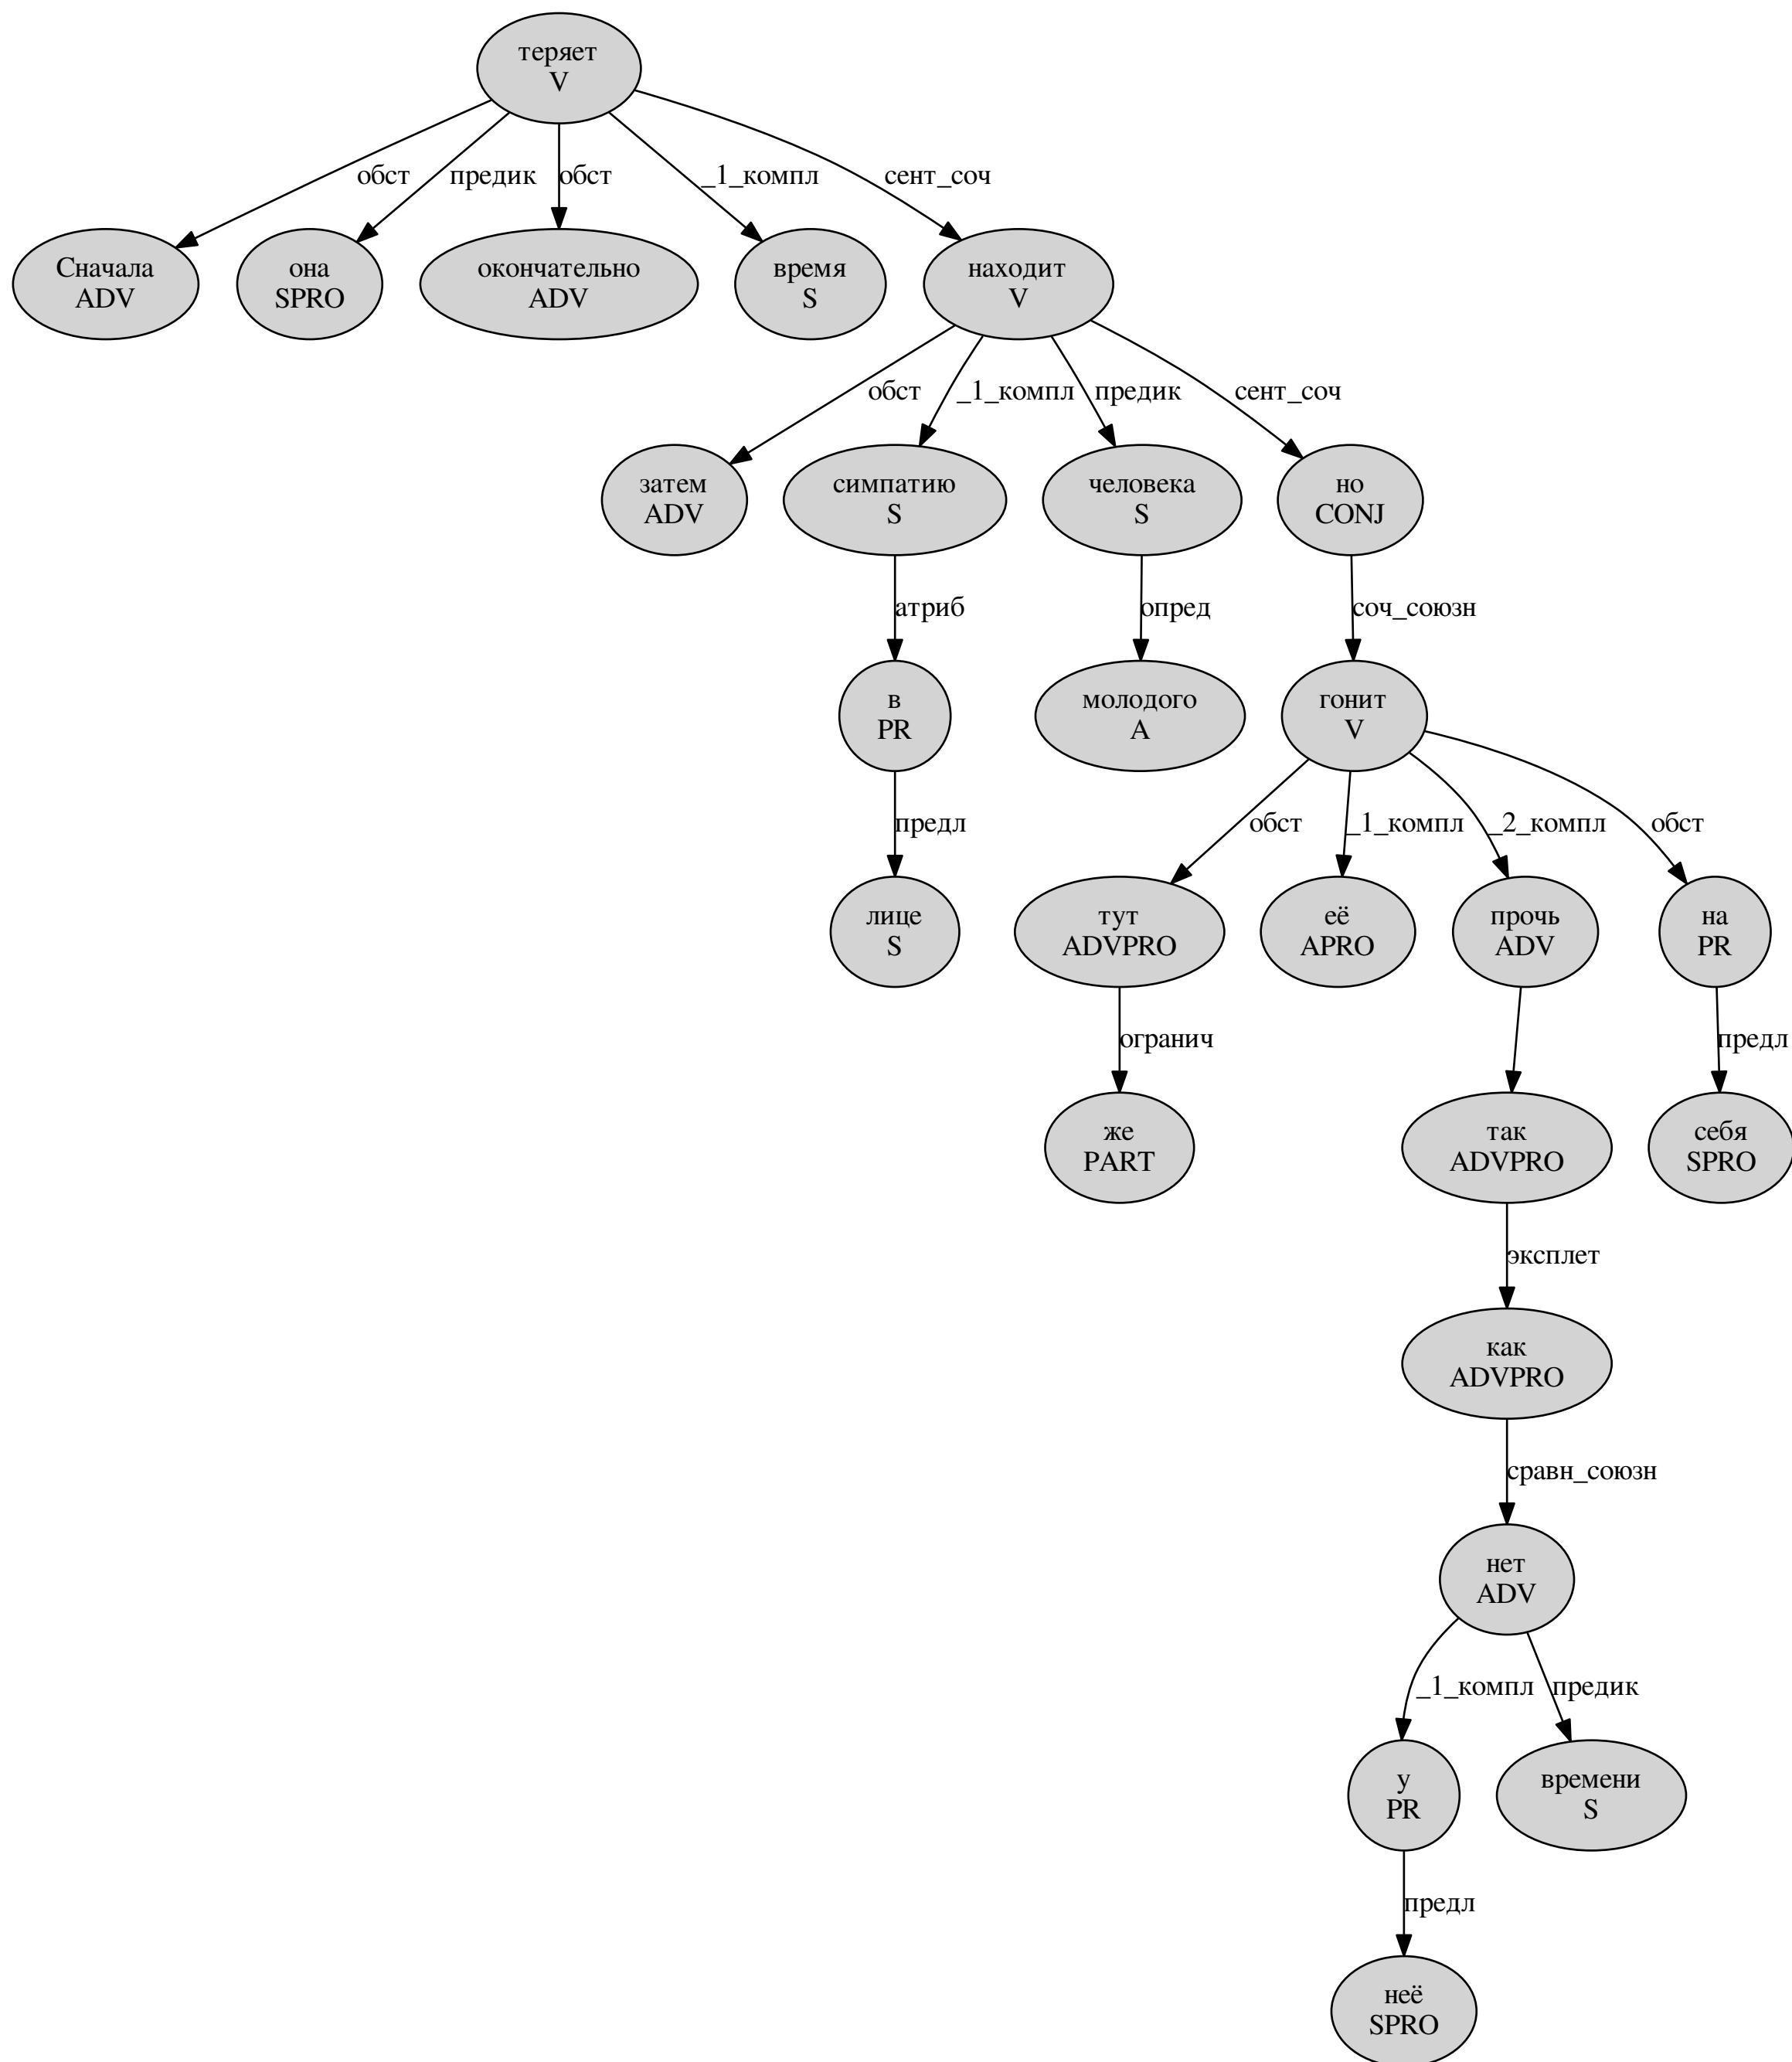 теряет
V
обст
предик
обст
_1_компл
сент_соч
Сначала
ADV
она
SPRO
окончательно
ADV
время
S
находит
V
обст
_1_компл
предик
сент_соч
затем
ADV
симпатию
S
человека
S
но
CONJ
атриб
опред
соч_союзн
в
PR
молодого
A
гонит
V
предл
обст
_1_компл
_2_компл
обст
лице
S
тут
ADVPRO
её
APRO
прочь
ADV
на
PR
огранич
предл
же
PART
так
ADVPRO
себя
SPRO
эксплет
как
ADVPRO
сравн_союзн
нет
ADV
_1_компл
предик
у
PR
времени
S
предл
неё
SPRO